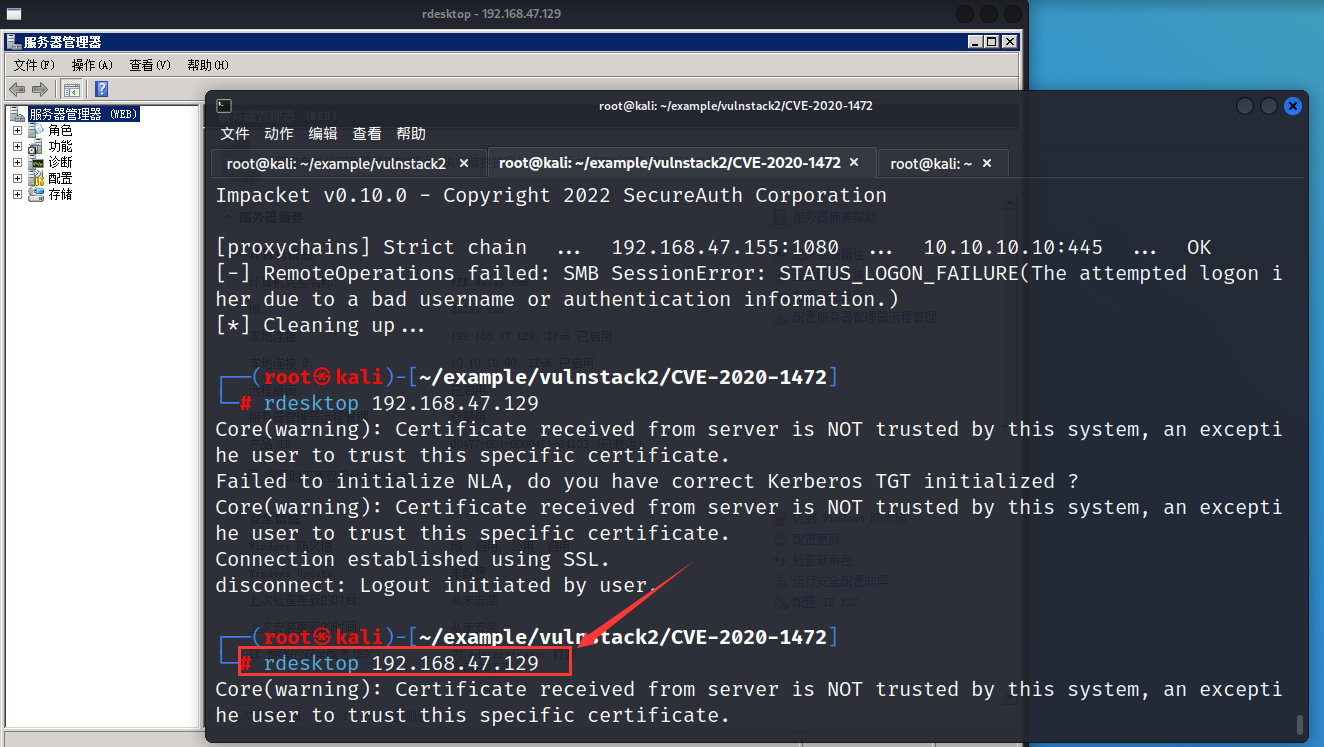 rdesktop - 192.168.47.129
服务器管理器
文件(F) 操作(A) 查看(V) 帮助(H)
服务器管理器 (WEB)
角色
功能
诊断
配置
存储
root@kali: ~/example/vulnstack2/CVE-2020-1472
文件 动作 编辑 查看 帮助
root@kali: ~/example/vulnstack2 × root@kali: ~/example/vulnstack2/CVE-2020-1472 × root@kali: ~ ×
Impacket v0.10.0 - Copyright 2022 SecureAuth Corporation
[proxychains] Strict chain ... 192.168.47.155:1080 ... 10.10.10.10:445 ... OK
[-] RemoteOperations failed: SMB SessionError: STATUS_LOGON_FAILURE(The attempted logon i
her due to a bad username or authentication information.)
[*] Cleaning up...
┌──(root㉿kali)-[~/example/vulnstack2/CVE-2020-1472]
└─# rdesktop 192.168.47.129
Core(warning): Certificate received from server is NOT trusted by this system, an excepti
he user to trust this specific certificate.
Failed to initialize NLA, do you have correct Kerberos TGT initialized ?
Core(warning): Certificate received from server is NOT trusted by this system, an excepti
he user to trust this specific certificate.
Connection established using SSL.
disconnect: Logout initiated by user.
┌──(root㉿kali)-[~/example/vulnstack2/CVE-2020-1472]
└─# rdesktop 192.168.47.129
Core(warning): Certificate received from server is NOT trusted by this system, an excepti
he user to trust this specific certificate.